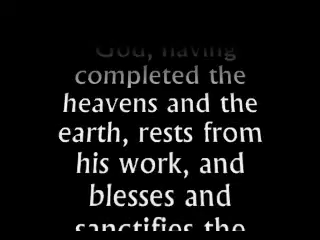 God, having
completed the
heavens and the
earth, rests from
his work, and
blesses and
sanctifies the